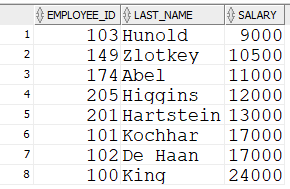 EMPLOYEE_ID LAST_NAME SALARY
1 103 Hunold 9000
2 149 Zlotkey 10500
3 174 Abel 11000
4 205 Higgins 12000
5 201 Hartstein 13000
6 101 Kochhar 17000
7 102 De Haan 17000
8 100 King 24000